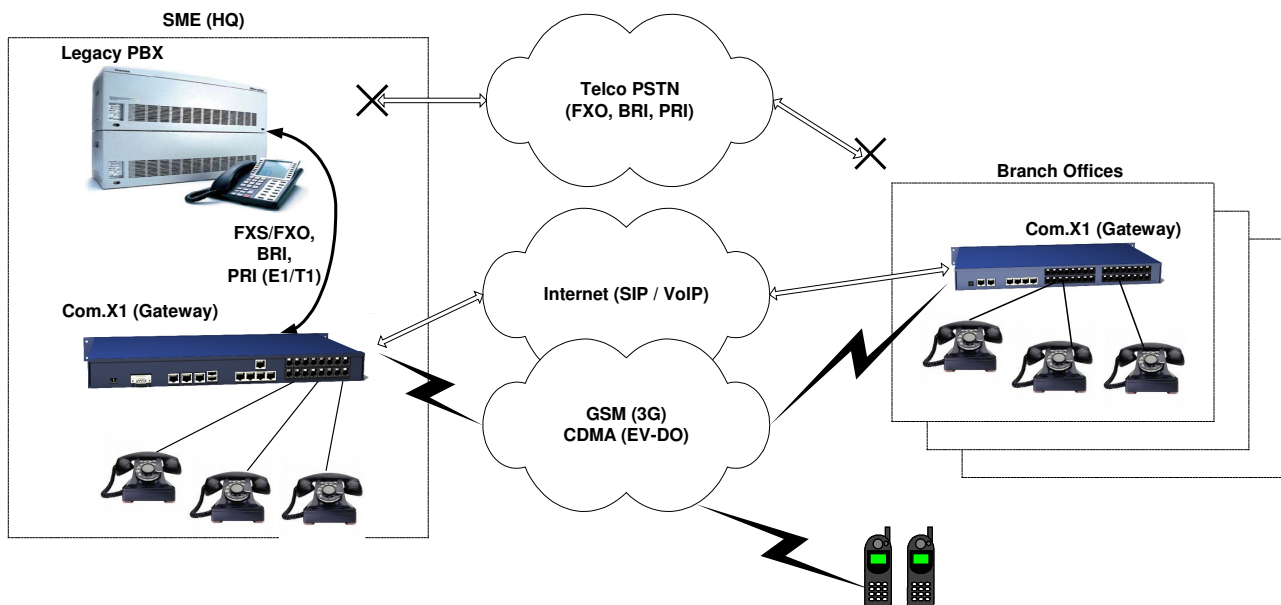 SME (HQ)
Legacy PBX
Telco PSTN
(FXO, BRI, PRI)
Branch Offices
Com.X1 (Gateway)
FXS/FXO,
BRI,
PRI (E1/T1)
Internet (SIP / VoIP)
Com.X1 (Gateway)
GSM (3G)
CDMA (EV-DO)